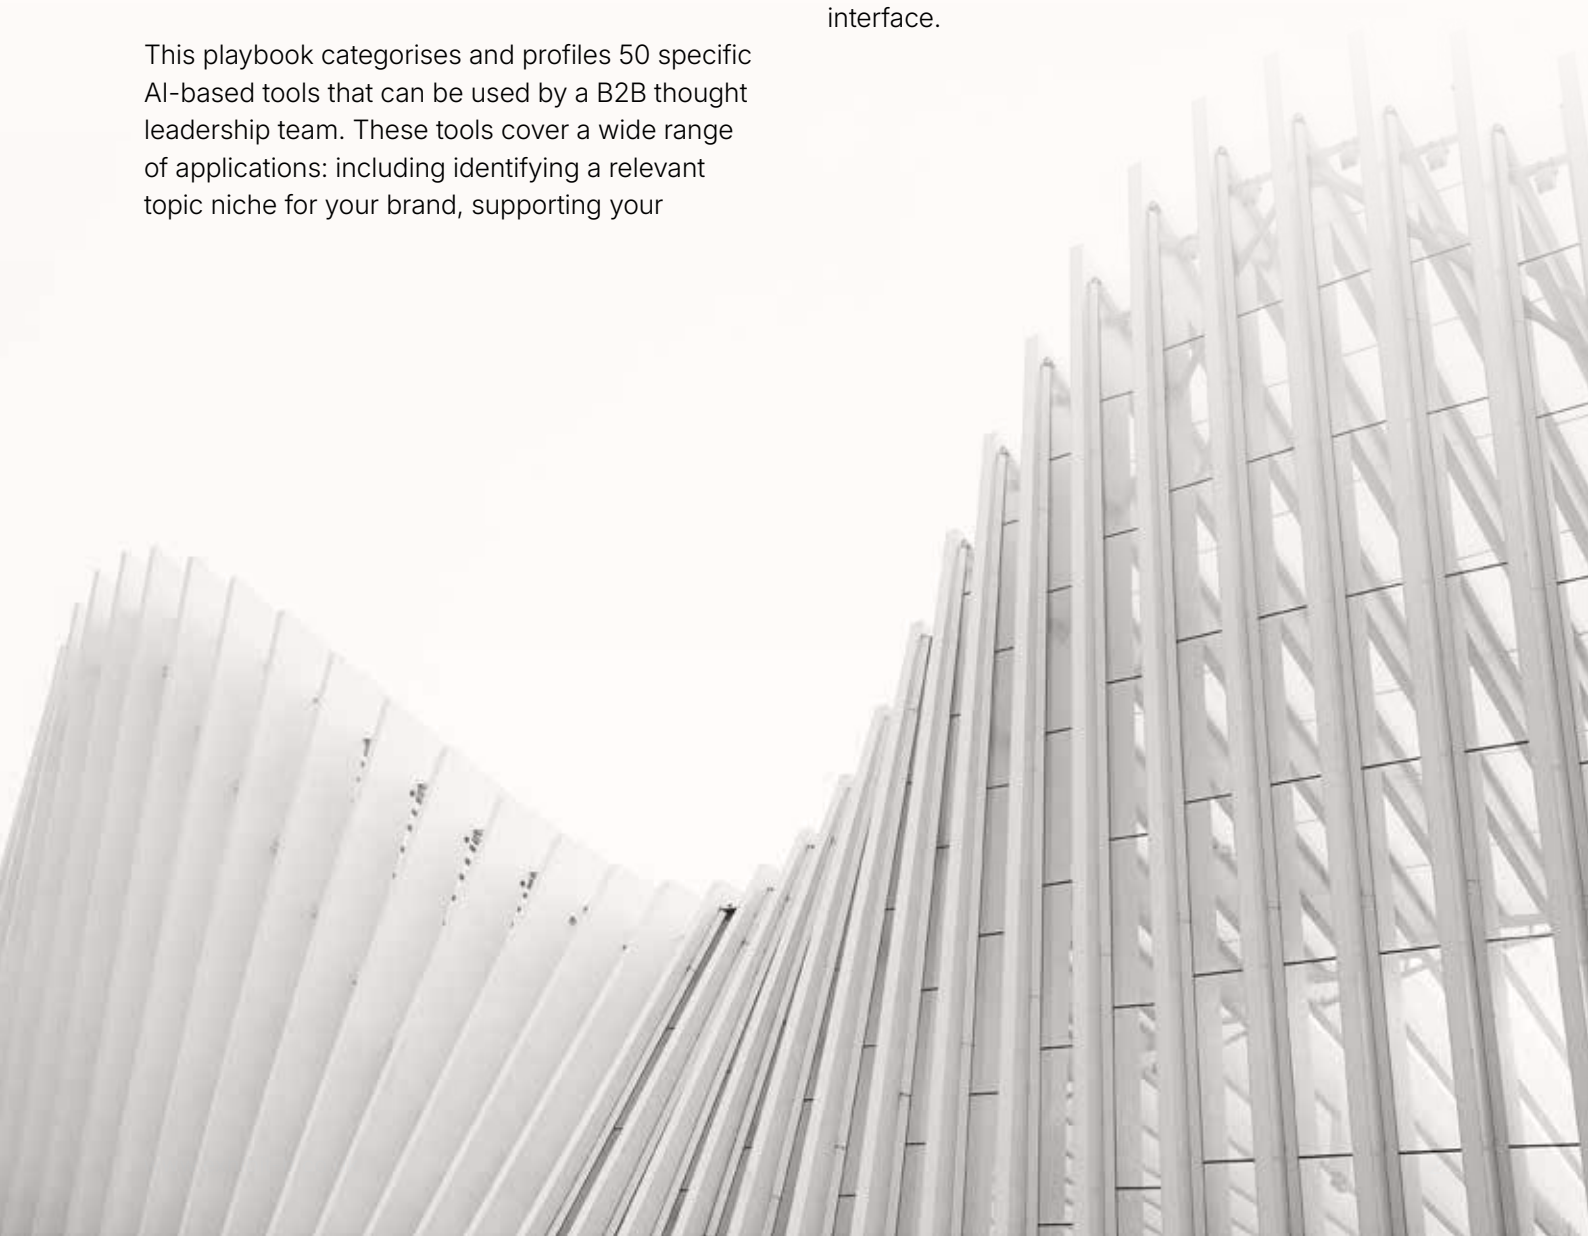 This playbook categorises and profiles 50 specific
AI-based tools that can be used by a B2B thought
leadership team. These tools cover a wide range
of applications: including identifying a relevant
topic niche for your brand, supporting your
interface.